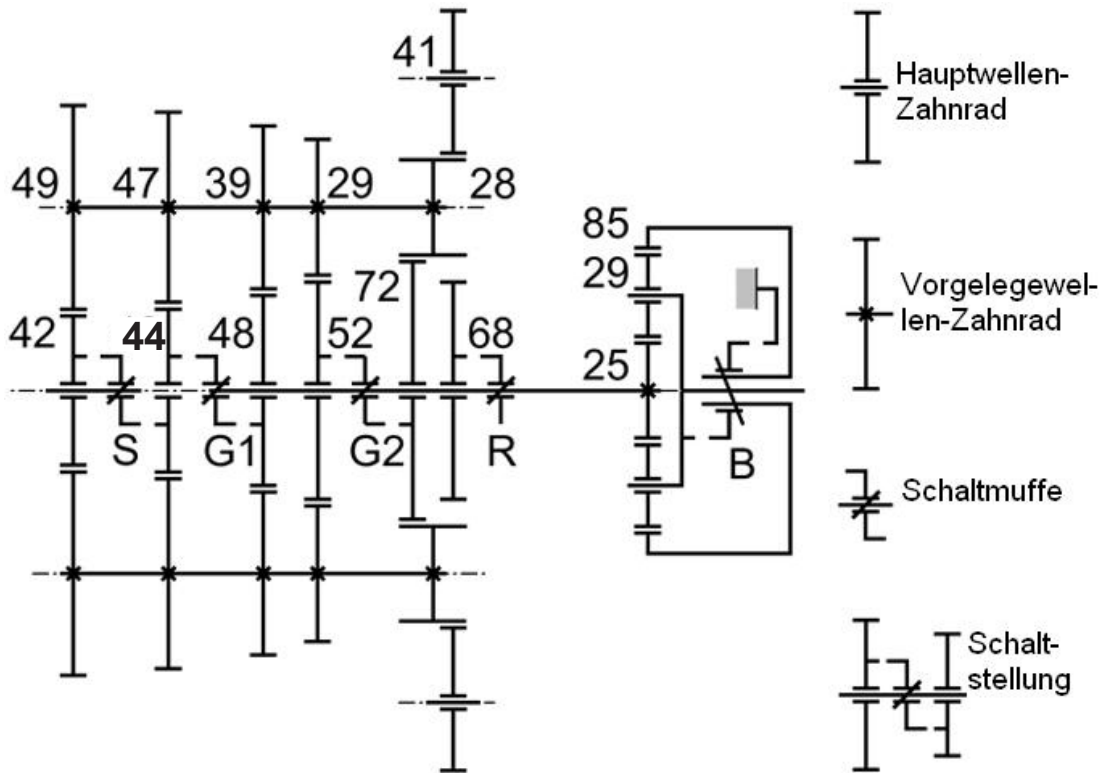 41
Hauptwellen-
Zahnrad
49 47 39 29 28
85
29
72
Vorgelegewel-
len-Zahnrad
42 44 48 52 68
25
S G1 G2 R B
Schaltmuffe
Schalt-
stellung